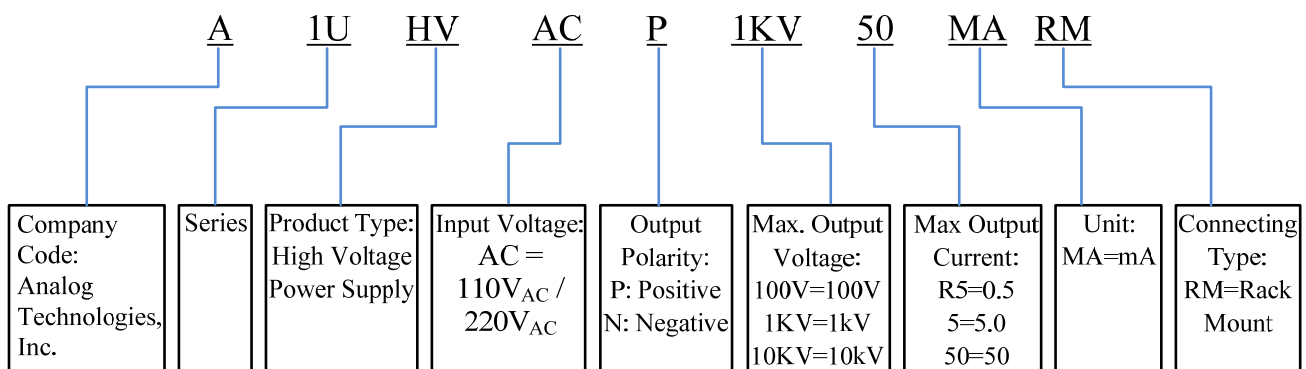 A 1U HV AC P 1KV 50 MA RM
Company
Code:
Analog
Technologies,
Inc.
Series
Product Type:
High Voltage
Power Supply
Input Voltage:
AC =
110VAC /
220VAC
Output
Polarity:
P: Positive
N: Negative
Max. Output
Voltage:
100V=100V
1KV=1kV
10KV=10kV
Max Output
Current:
R5=0.5
5=5.0
50=50
Unit:
MA=mA
Connecting
Type:
RM=Rack
Mount